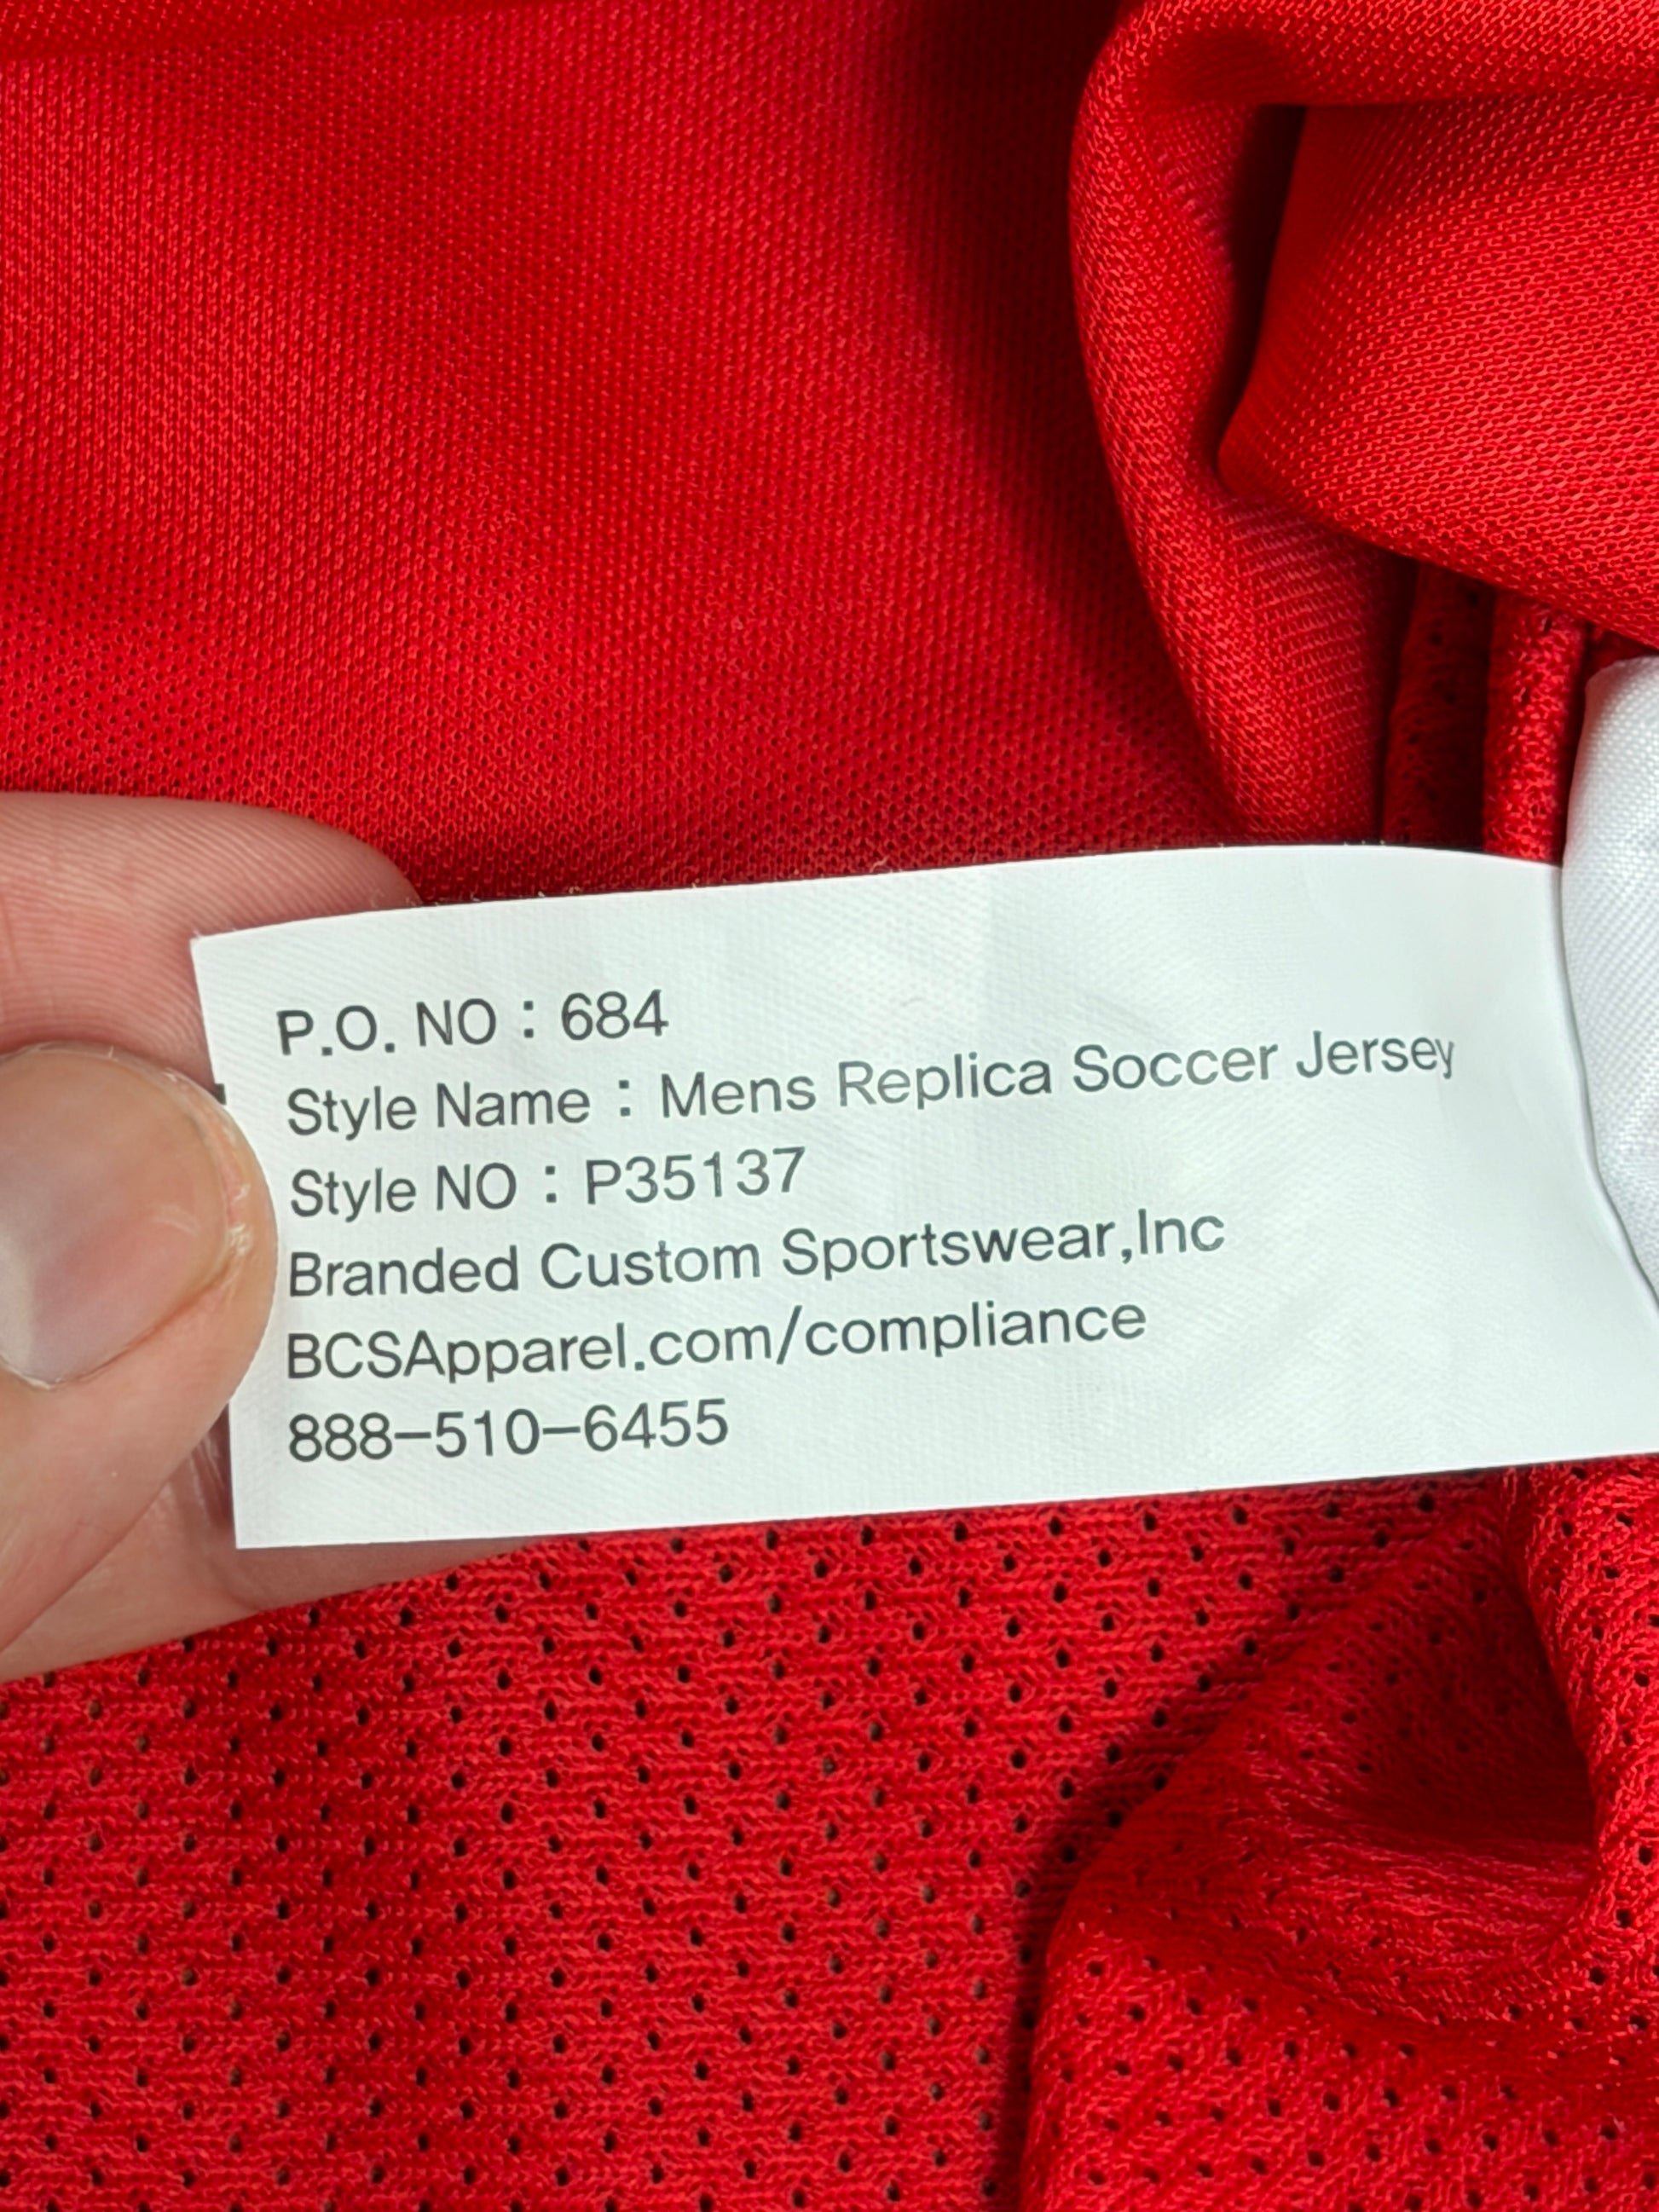 P.O. NO : 684
Style Name : Mens Replica Soccer Jersey
Style NO : P35137
Branded Custom Sportswear,Inc
BCSApparel.com/compliance
888-510-6455